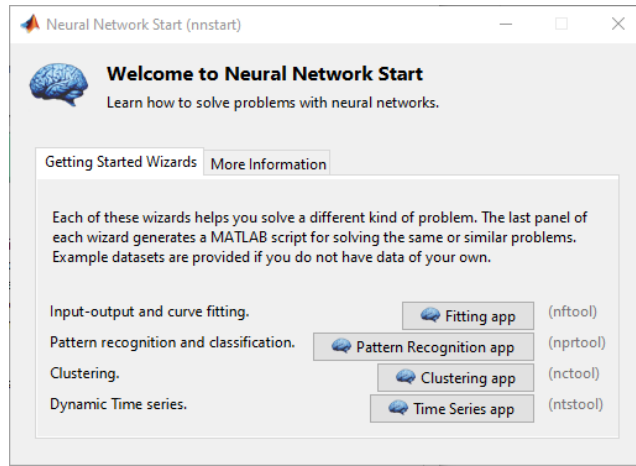 Neural Network Start (nnstart)
Welcome to Neural Network Start
Learn how to solve problems with neural networks.
Getting Started Wizards More Information
Each of these wizards helps you solve a different kind of problem. The last panel of
each wizard generates a MATLAB script for solving the same or similar problems.
Example datasets are provided if you do not have data of your own.
Input-output and curve fitting. Fitting app (nftool)
Pattern recognition and classification. Pattern Recognition app (nprtool)
Clustering. Clustering app (nctool)
Dynamic Time series. Time Series app (ntstool)